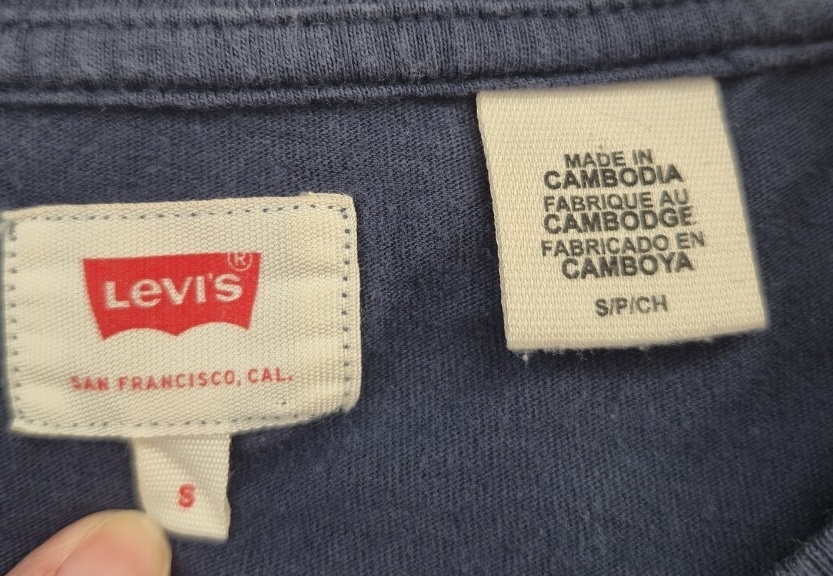 LEVI'S®
SAN FRANCISCO, CAL.
S
MADE IN
CAMBODIA
FABRIQUE AU
CAMBODGE
FABRICADO EN
CAMBOYA
S/P/CH